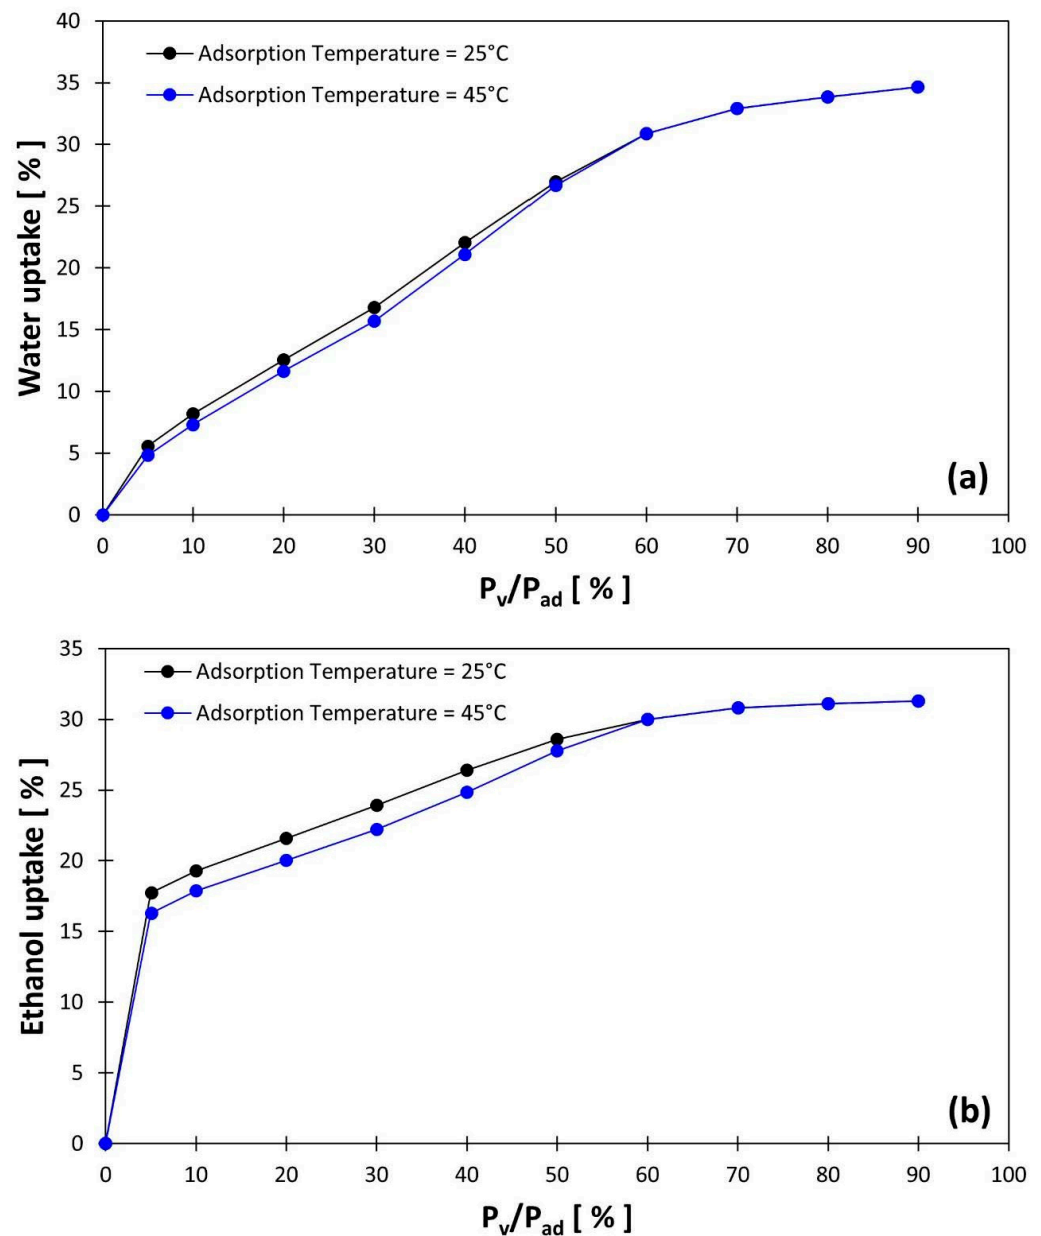 40
35
30
25
20
15
10
5
0
Water uptake [ % ]
Adsorption Temperature = 25°C
Adsorption Temperature = 45°C
(a)
0 10 20 30 40 50 60 70 80 90 100
Pv/Pad [ % ]
35
30
25
20
15
10
5
0
Ethanol uptake [ % ]
Adsorption Temperature = 25°C
Adsorption Temperature = 45°C
(b)
0 10 20 30 40 50 60 70 80 90 100
Pv/Pad [ % ]